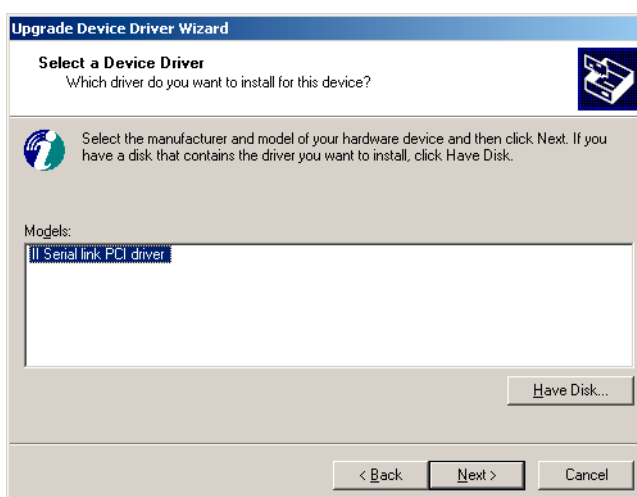 Upgrade Device Driver Wizard
Select a Device Driver
Which driver do you want to install for this device?
Select the manufacturer and model of your hardware device and then click Next. If you
have a disk that contains the driver you want to install, click Have Disk.
Models:
II Serial link PCI driver
Have Disk...
< Back
Next >
Cancel